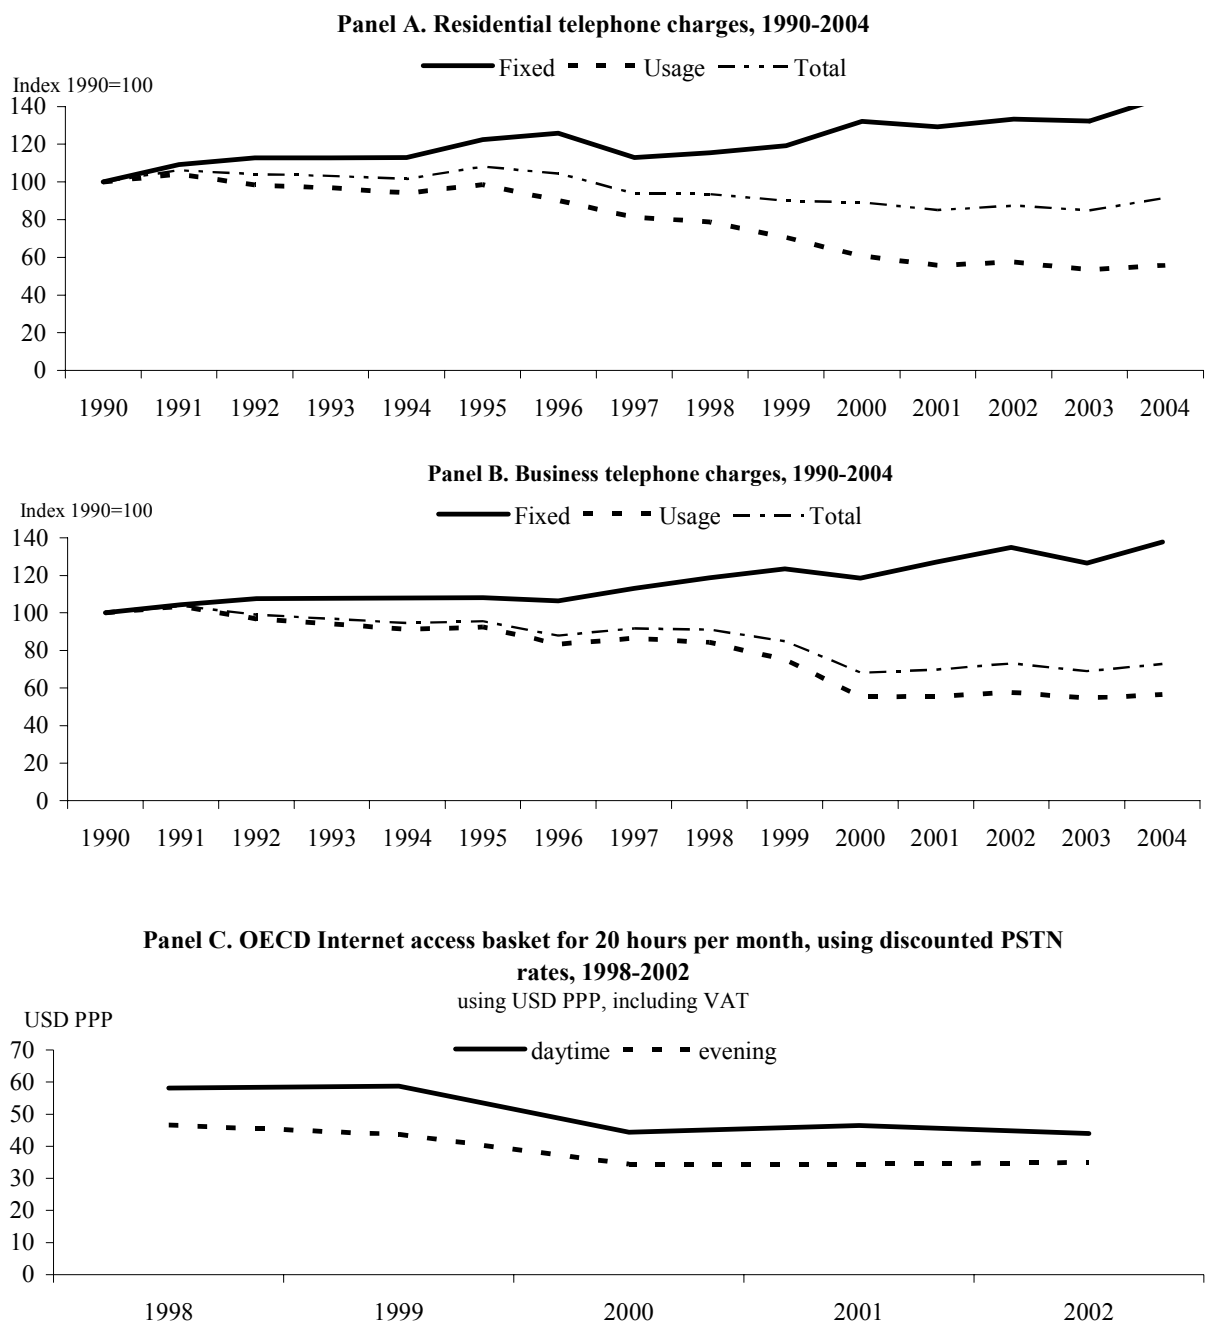 Panel A. Residential telephone charges, 1990-2004
Fixed Usage Total
Index 1990=100
140
120
100
80
60
40
20
0
1990 1991 1992 1993 1994 1995 1996 1997 1998 1999 2000 2001 2002 2003 2004
Panel B. Business telephone charges, 1990-2004
Index 1990=100
Fixed Usage Total
140
120
100
80
60
40
20
0
1990 1991 1992 1993 1994 1995 1996 1997 1998 1999 2000 2001 2002 2003 2004
Panel C. OECD Internet access basket for 20 hours per month, using discounted PSTN
rates, 1998-2002
using USD PPP, including VAT
USD PPP
daytime evening
70
60
50
40
30
20
10
0
1998 1999 2000 2001 2002